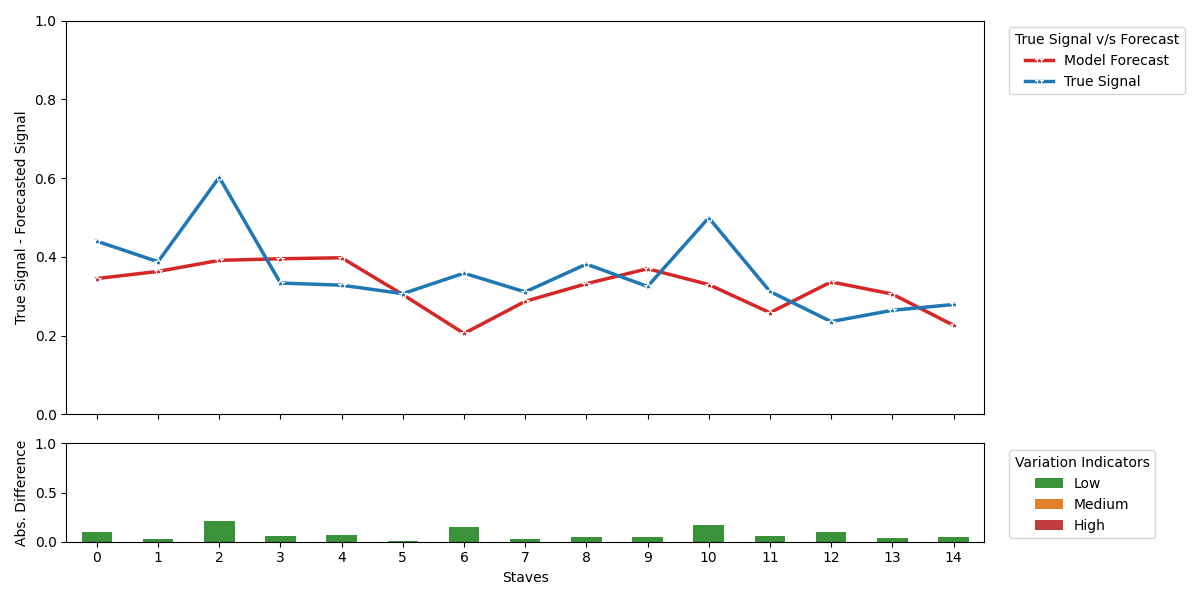 1.0
0.8
0.6
0.4
0.2
0.0
True Signal - Forecasted Signal
True Signal v/s Forecast
Model Forecast
True Signal
1.0
0.5
0.0
Abs. Difference
0 1 2 3 4 5 6 7 8 9 10 11 12 13 14
Staves
Variation Indicators
Low
Medium
High